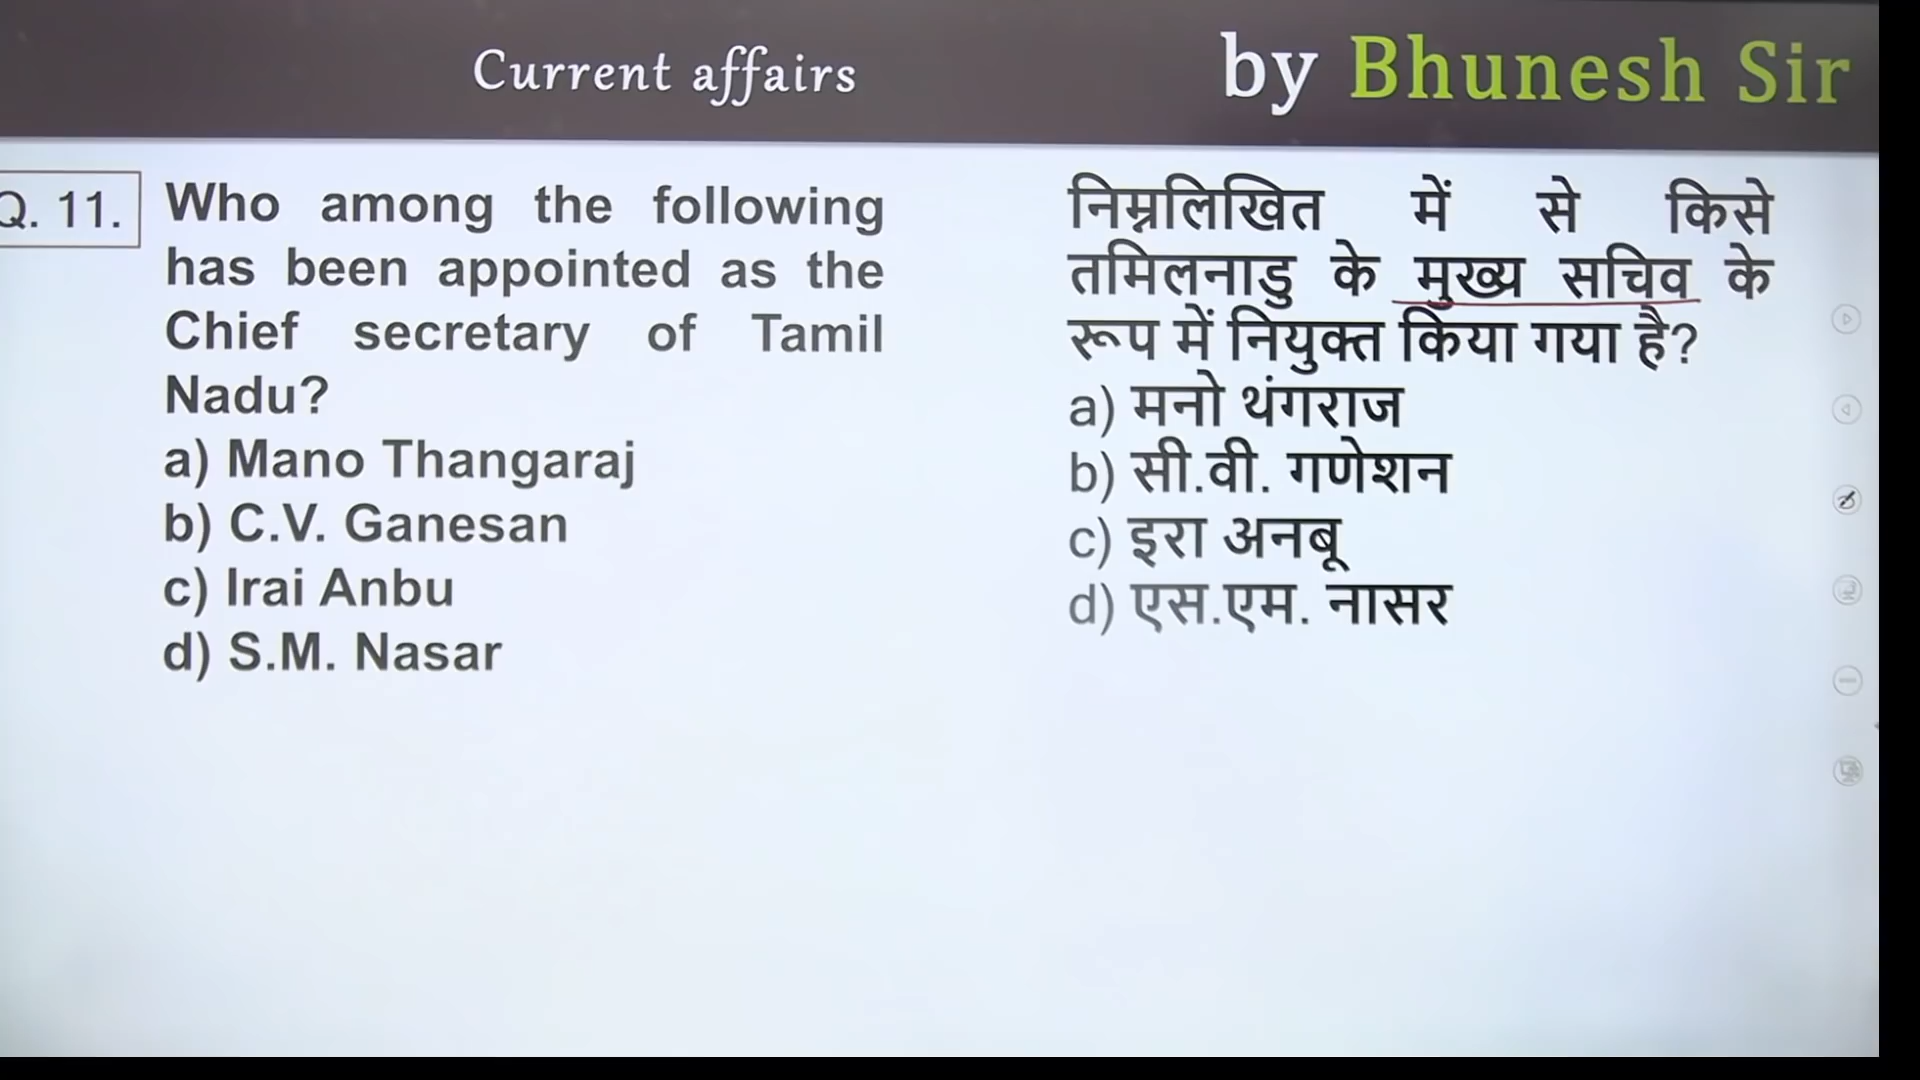 Current affairs
by Bhunesh Sir
Q. 11.
Who among the following
has been appointed as the
Chief secretary of Tamil
Nadu?
a) Mano Thangaraj
b) C.V. Ganesan
c) Irai Anbu
d) S.M. Nasar
निम्नलिखित में से किसे
तमिलनाडु के मुख्य सचिव के
रूप में नियुक्त किया गया है?
a) मनो थंगराज
b) सी.वी. गणेशन
c) इरा अनबू
d) एस.एम. नासर